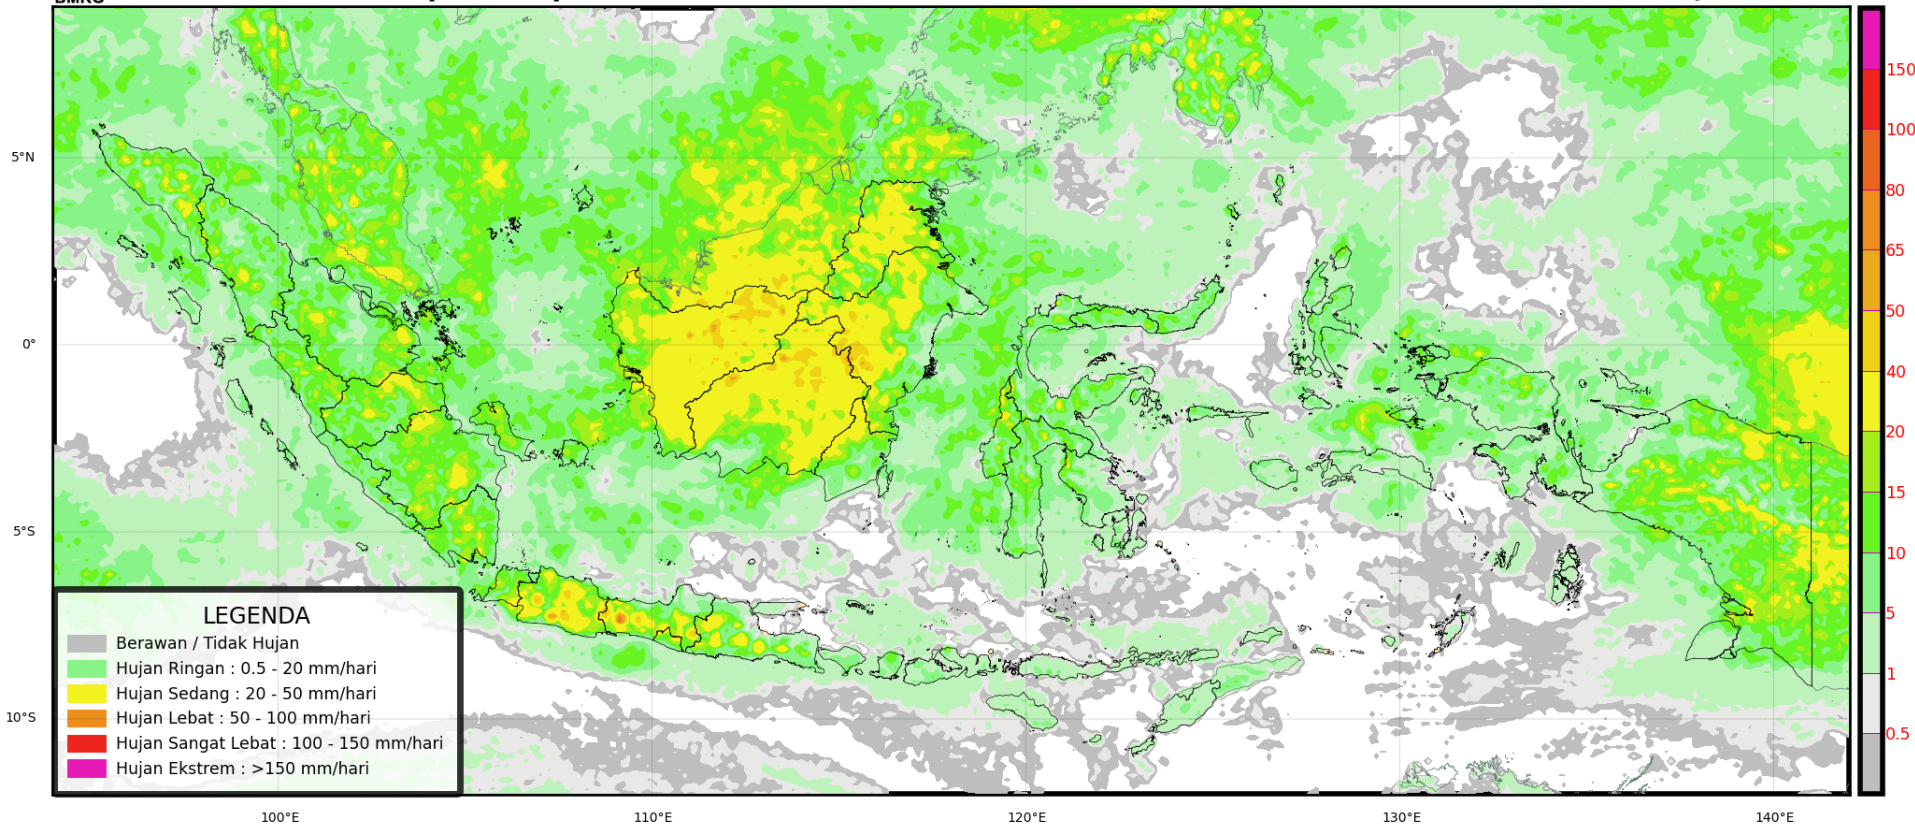 BMKG
5°N
0°
5°S
10°S
100°E
110°E
120°E
130°E
140°E
LEGENDA
Berawan / Tidak Hujan
Hujan Ringan : 0.5 - 20 mm/hari
Hujan Sedang : 20 - 50 mm/hari
Hujan Lebat : 50 - 100 mm/hari
Hujan Sangat Lebat : 100 - 150 mm/hari
Hujan Ekstrem : >150 mm/hari
150
100
80
65
50
40
20
15
10
5
1
0.5